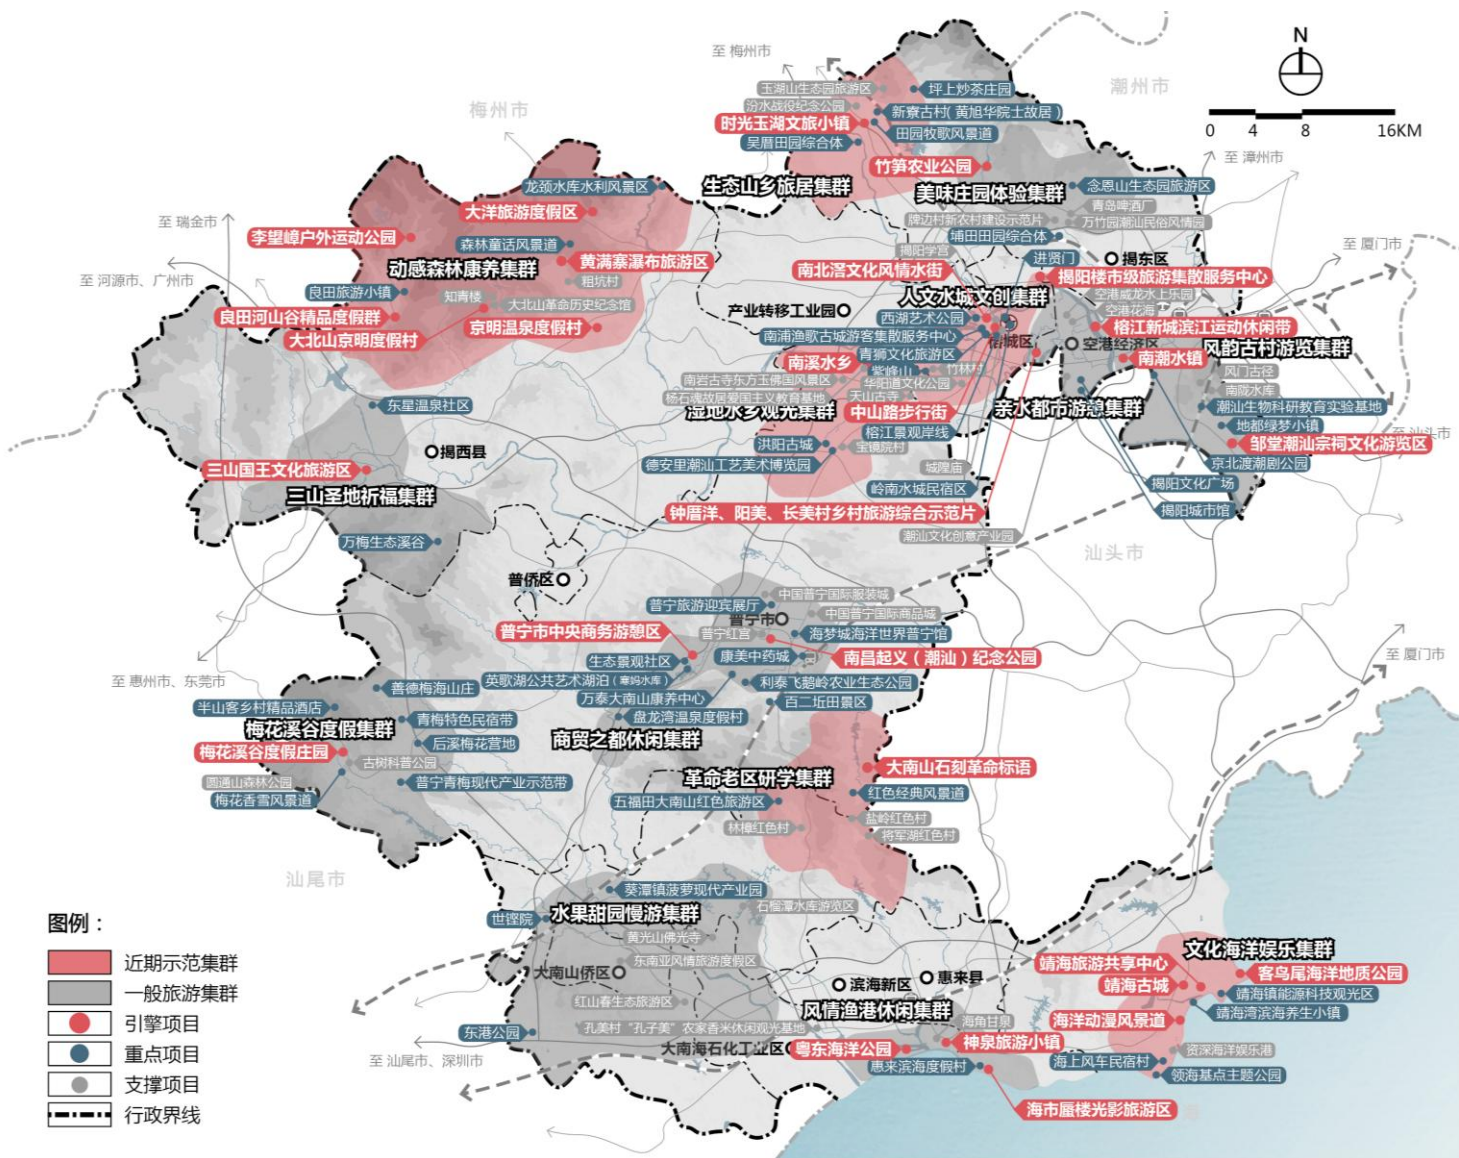 N
0 4 8 16KM
至 梅州市
潮州市
梅州市
玉湖山生态园旅游区
坪上炒茶庄园
汾水战役纪念公园
新寮古村(黄旭华院士故居)
时光玉湖文旅小镇
田园牧歌风景道
吴厝田园综合体
至 漳州市
竹笋农业公园
生态山乡旅居集群
美味庄园体验集群
念恩山生态园旅游区
龙颈水库水利风景区
大洋旅游度假区
青岛啤酒厂
牌边村新农村建设示范片
万竹园潮汕民俗风情园
至 瑞金市
李望嶂户外运动公园
森林童话风景道
埔田田园综合体
至 厦门市
揭阳学宫
进贤门
揭东区
黄满寨瀑布旅游区
动感森林康养集群
南北滘文化风情水街
揭阳楼市级旅游集散服务中心
至 河源市、广州市
粗坑村
良田旅游小镇
知青楼
大北山革命历史纪念馆
人文水城文创集群
空港威龙水上乐园
空港花海
良田河山谷精品度假群
产业转移工业园
西湖艺术公园
榕江新城滨江运动休闲带
京明温泉度假村
大北山京明度假村
南浦渔歌古城游客集散服务中心
榕城区
空港经济区
风韵古村游览集群
青狮文化旅游区
南溪水乡
南潮水镇
紫峰山
竹林村
风门古径
南岩古寺东方玉佛国风景区
华阳道文化公园
南陇水库
杨石魂故居爱国主义教育基地
天山古寺
东星温泉社区
湿地水乡观光集群
中山路步行街
亲水都市游憩集群
潮汕生物科研教育实验基地
地都绿梦小镇
榕江景观岸线
至 汕头市
洪阳古城
宝镜院村
邹堂潮汕宗祠文化游览区
揭西县
德安里潮汕工艺美术博览园
城隍庙
京北渡潮剧公园
三山国王文化旅游区
岭南水城民宿区
揭阳文化广场
三山圣地祈福集群
钟厝洋、阳美、长美村乡村旅游综合示范片
揭阳城市馆
潮汕文化创意产业园
万梅生态溪谷
汕头市
普侨区
中国普宁国际服装城
普宁旅游迎宾展厅
中国普宁国际商品城
普宁市
普宁市中央商务游憩区
普宁红宫
海梦城海洋世界普宁馆
至 厦门市
生态景观社区
康美中药城
南昌起义(潮汕)纪念公园
至 惠州市、东莞市
英歌湖公共艺术湖泊(寒妈水库)
利泰飞鹅岭农业生态公园
善德梅海山庄
万泰大南山康养中心
百二坵田景区
半山客乡村精品酒店
青梅特色民宿带
盘龙湾温泉度假村
梅花溪谷度假集群
后溪梅花营地
商贸之都休闲集群
梅花溪谷度假庄园
古树科普公园
革命老区研学集群
大南山石刻革命标语
圆通山森林公园
普宁青梅现代产业示范带
梅花香雪风景道
五福田大南山红色旅游区
红色经典风景道
林樟红色村
盐岭红色村
将军湖红色村
汕尾市
葵潭镇菠萝现代产业园
石榴潭水库游览区
世铿院
水果甜园慢游集群
图例:
黄光山佛光寺
文化海洋娱乐集群
近期示范集群
大南山侨区
东南亚风情旅游度假区
靖海旅游共享中心
客鸟尾海洋地质公园
滨海新区
惠来县
靖海古城
一般旅游集群
红山春生态旅游区
风情渔港休闲集群
靖海镇能源科技观光区
靖海湾滨海养生小镇
引擎项目
东港公园
“孔美村“孔子美”农家香米休闲观光基地
海角甘泉
海洋动漫风景道
重点项目
至 汕尾市、深圳市
大南海石化工业区
粤东海洋公园
神泉旅游小镇
资深海洋娱乐港
惠来滨海度假村
海上风车民宿村
领海基点主题公园
支撑项目
海市蜃楼光影旅游区
行政界线